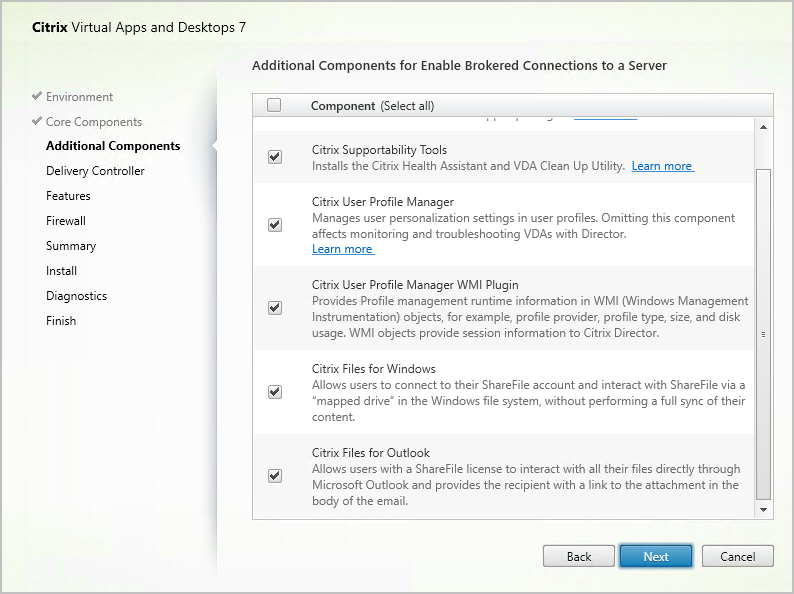 Citrix Virtual Apps and Desktops 7
Additional Components for Enable Brokered Connections to a Server
Environment
Core Components
Additional Components
Delivery Controller
Features
Firewall
Summary
Install
Diagnostics
Finish
Component (Select all)
Citrix Supportability Tools
Installs the Citrix Health Assistant and VDA Clean Up Utility. Learn more
Citrix User Profile Manager
Manages user personalization settings in user profiles. Omitting this component
affects monitoring and troubleshooting VDAs with Director.
Learn more
Citrix User Profile Manager WMI Plugin
Provides Profile management runtime information in WMI (Windows Management
Instrumentation) objects, for example, profile provider, profile type, size, and disk
usage. WMI objects provide session information to Citrix Director.
Citrix Files for Windows
Allows users to connect to their ShareFile account and interact with ShareFile via a
“mapped drive” in the Windows file system, without performing a full sync of their
content.
Citrix Files for Outlook
Allows users with a ShareFile license to interact with all their files directly through
Microsoft Outlook and provides the recipient with a link to the attachment in the
body of the email.
Back
Next
Cancel